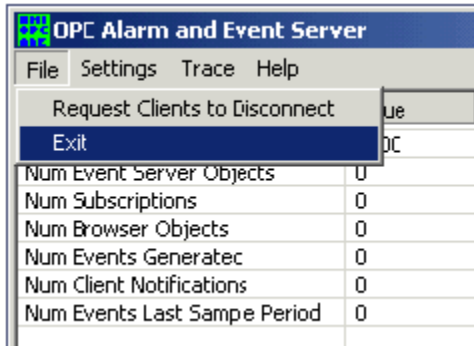 OPC Alarm and Event Server
File Settings Trace Help
Request Clients to Disconnect
Exit
Num Event Server Objects 0
Num Subscriptions 0
Num Browser Objects 0
Num Events Generatec 0
Num Client Notifications 0
Num Events Last Sampe Period 0